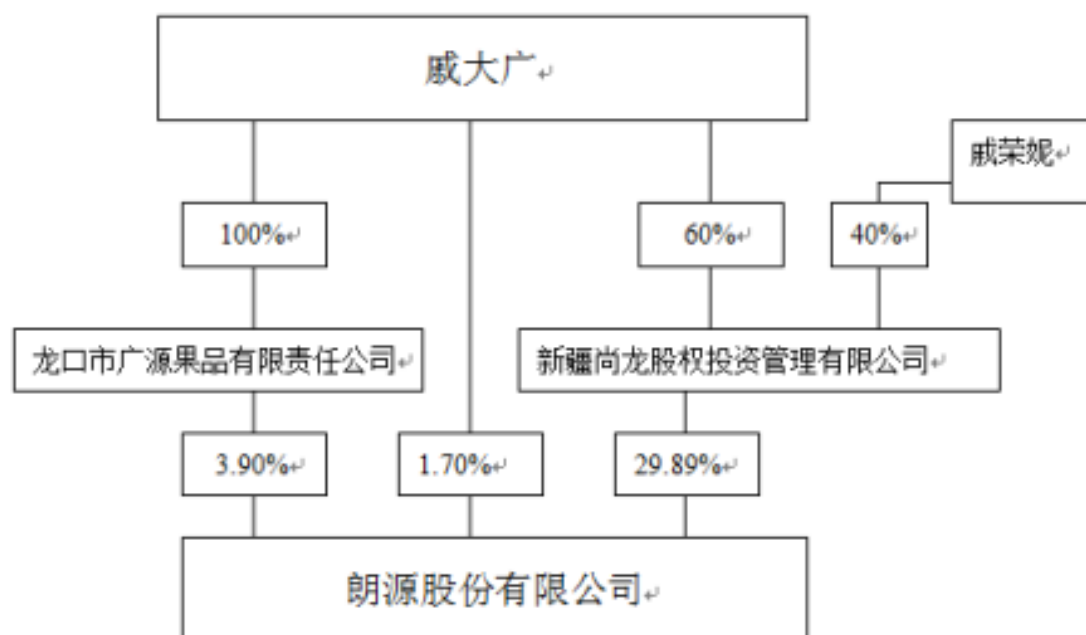 戚大广
戚荣妮
100%
60%
40%
龙口市广源果品有限责任公司
新疆尚龙股权投资管理有限公司
3.90%
1.70%
29.89%
朗源股份有限公司